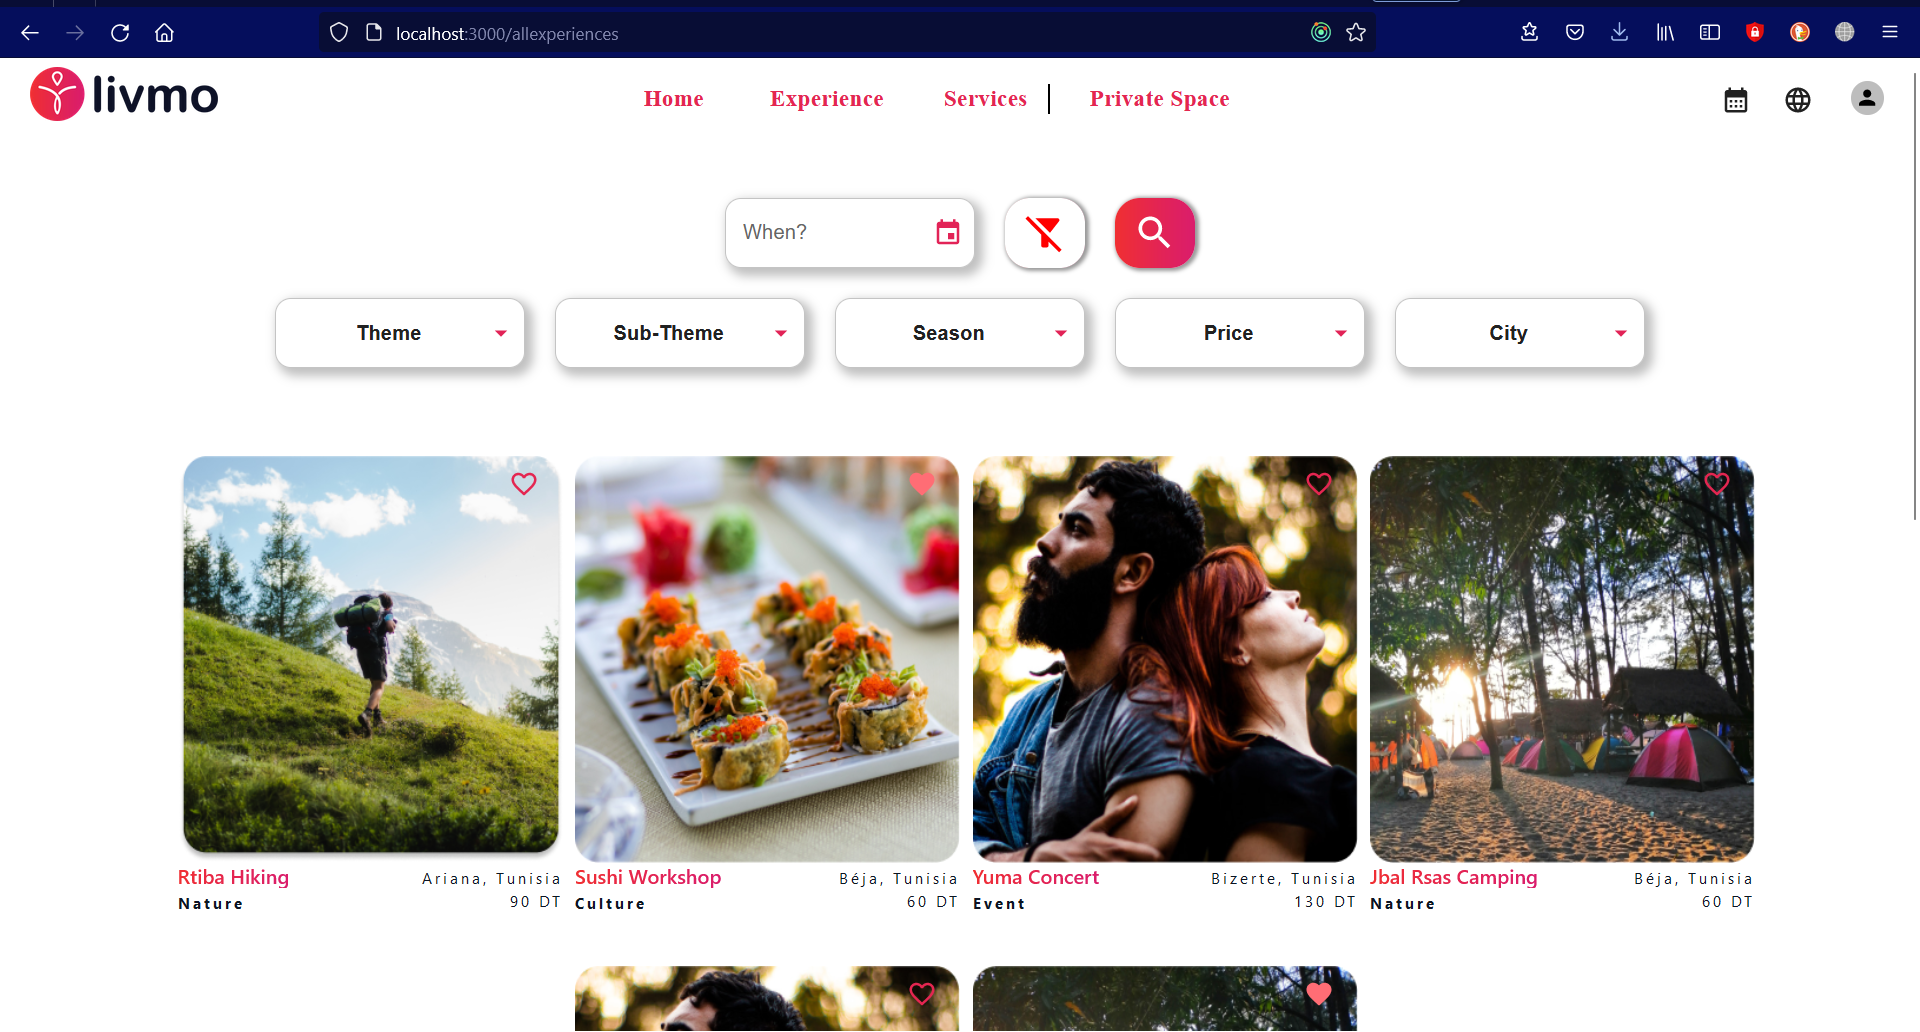 localhost:3000/allexperiences
livmo
Home Experience Services Private Space
When?
Theme Sub-Theme Season Price City
Rtiba Hiking Ariana, Tunisia
Nature 90 DT
Sushi Workshop Béja, Tunisia
Culture 60 DT
Yuma Concert Bizerte, Tunisia
Event 130 DT
Jbal Rsas Camping Béja, Tunisia
Nature 60 DT